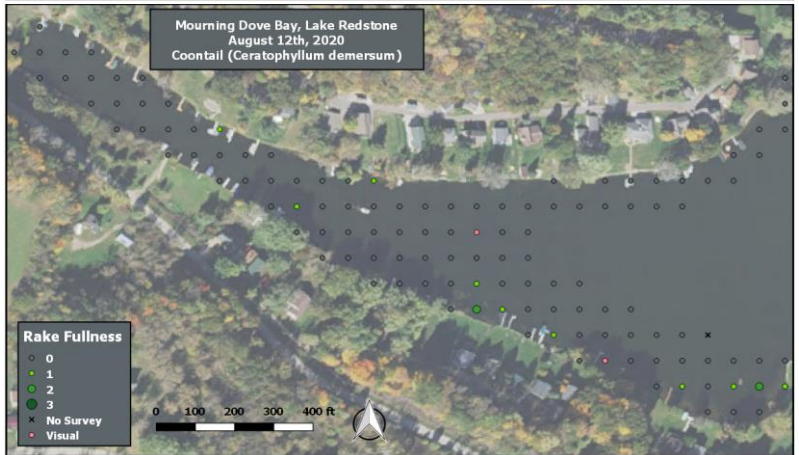 Mourning Dove Bay, Lake Redstone
August 12th, 2020
Coontail (Ceratophyllum demersum)
Rake Fullness
0
1
2
3
No Survey
Visual
0 100 200 300 400 ft